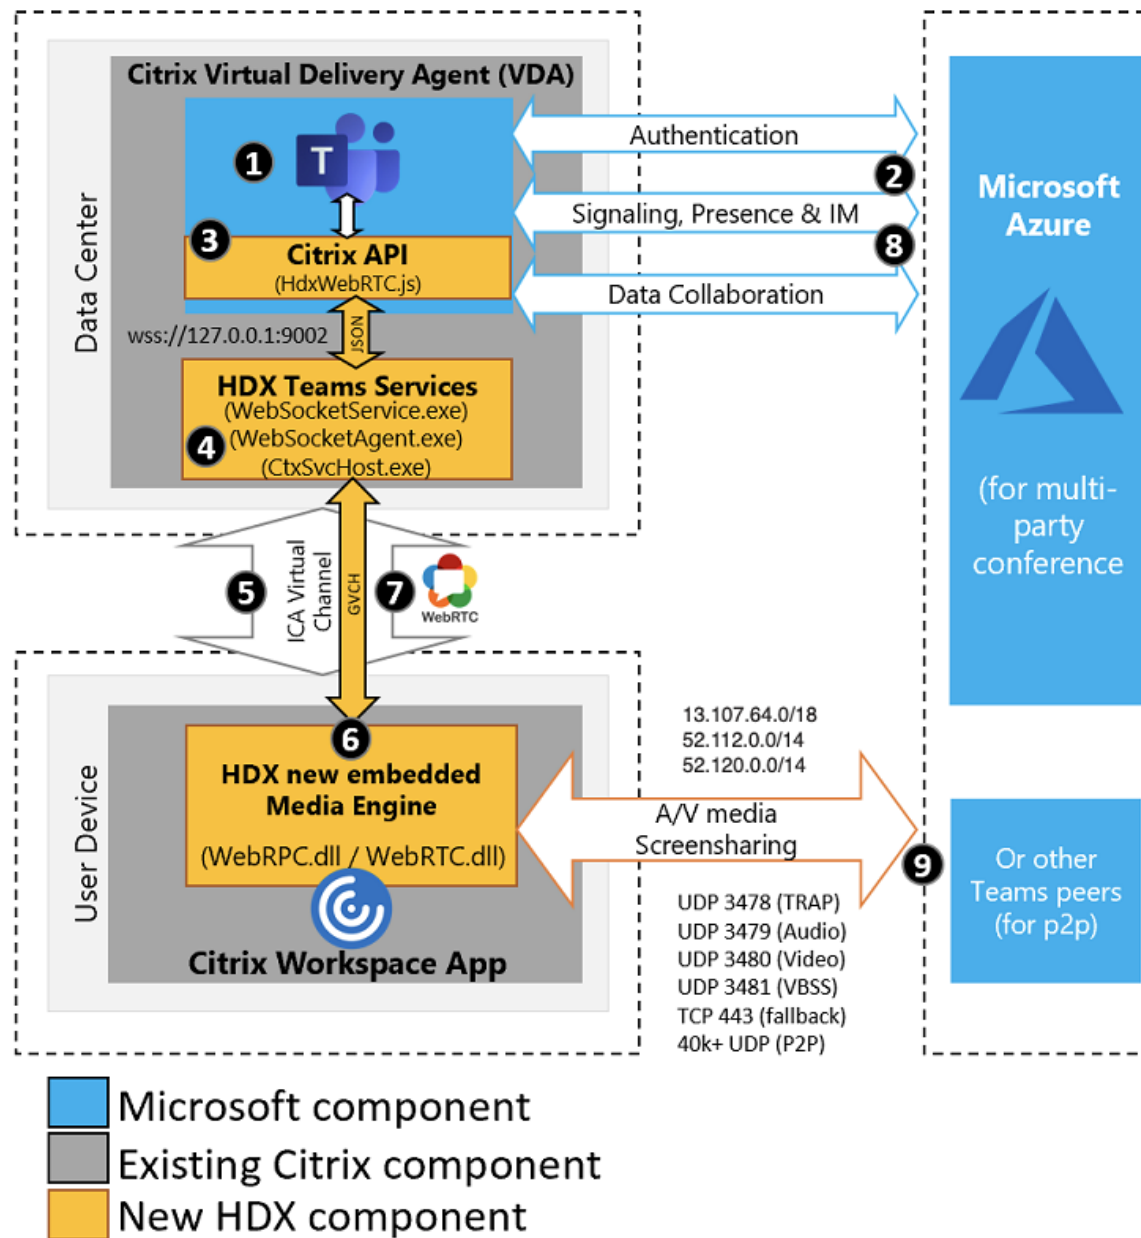 Citrix Virtual Delivery Agent (VDA)
Data Center
1
T
3
Citrix API
(HdxWebRTC.js)
wss://127.0.0.1:9002
JSON
HDX Teams Services
(WebSocketService.exe)
(WebSocketAgent.exe)
(CtxSvcHost.exe)
4
Authentication
2
Signaling, Presence & IM
8
Data Collaboration
Microsoft
Azure
(for multi-
party
conference
5
ICA Virtual
Channel
GVCH
7
WebRTC
User Device
6
HDX new embedded
Media Engine
(WebRPC.dll / WebRTC.dll)
Citrix Workspace App
13.107.64.0/18
52.112.0.0/14
52.120.0.0/14
A/V media
Screensharing
9
UDP 3478 (TRAP)
UDP 3479 (Audio)
UDP 3480 (Video)
UDP 3481 (VBSS)
TCP 443 (fallback)
40k+ UDP (P2P)
Or other
Teams peers
(for p2p)
Microsoft component
Existing Citrix component
New HDX component